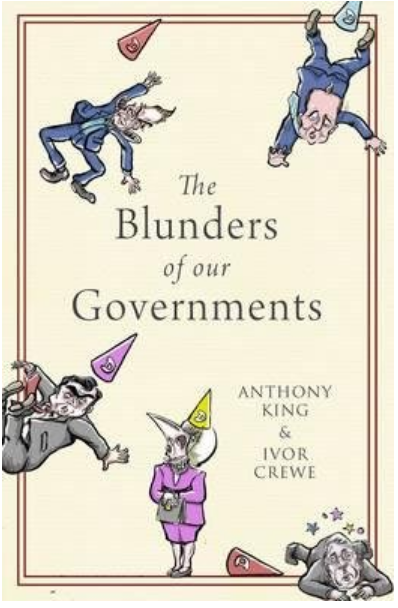 The
Blunders
of our
Governments
ANTHONY
KING
&
IVOR
CREWE
D
D
D
D
D